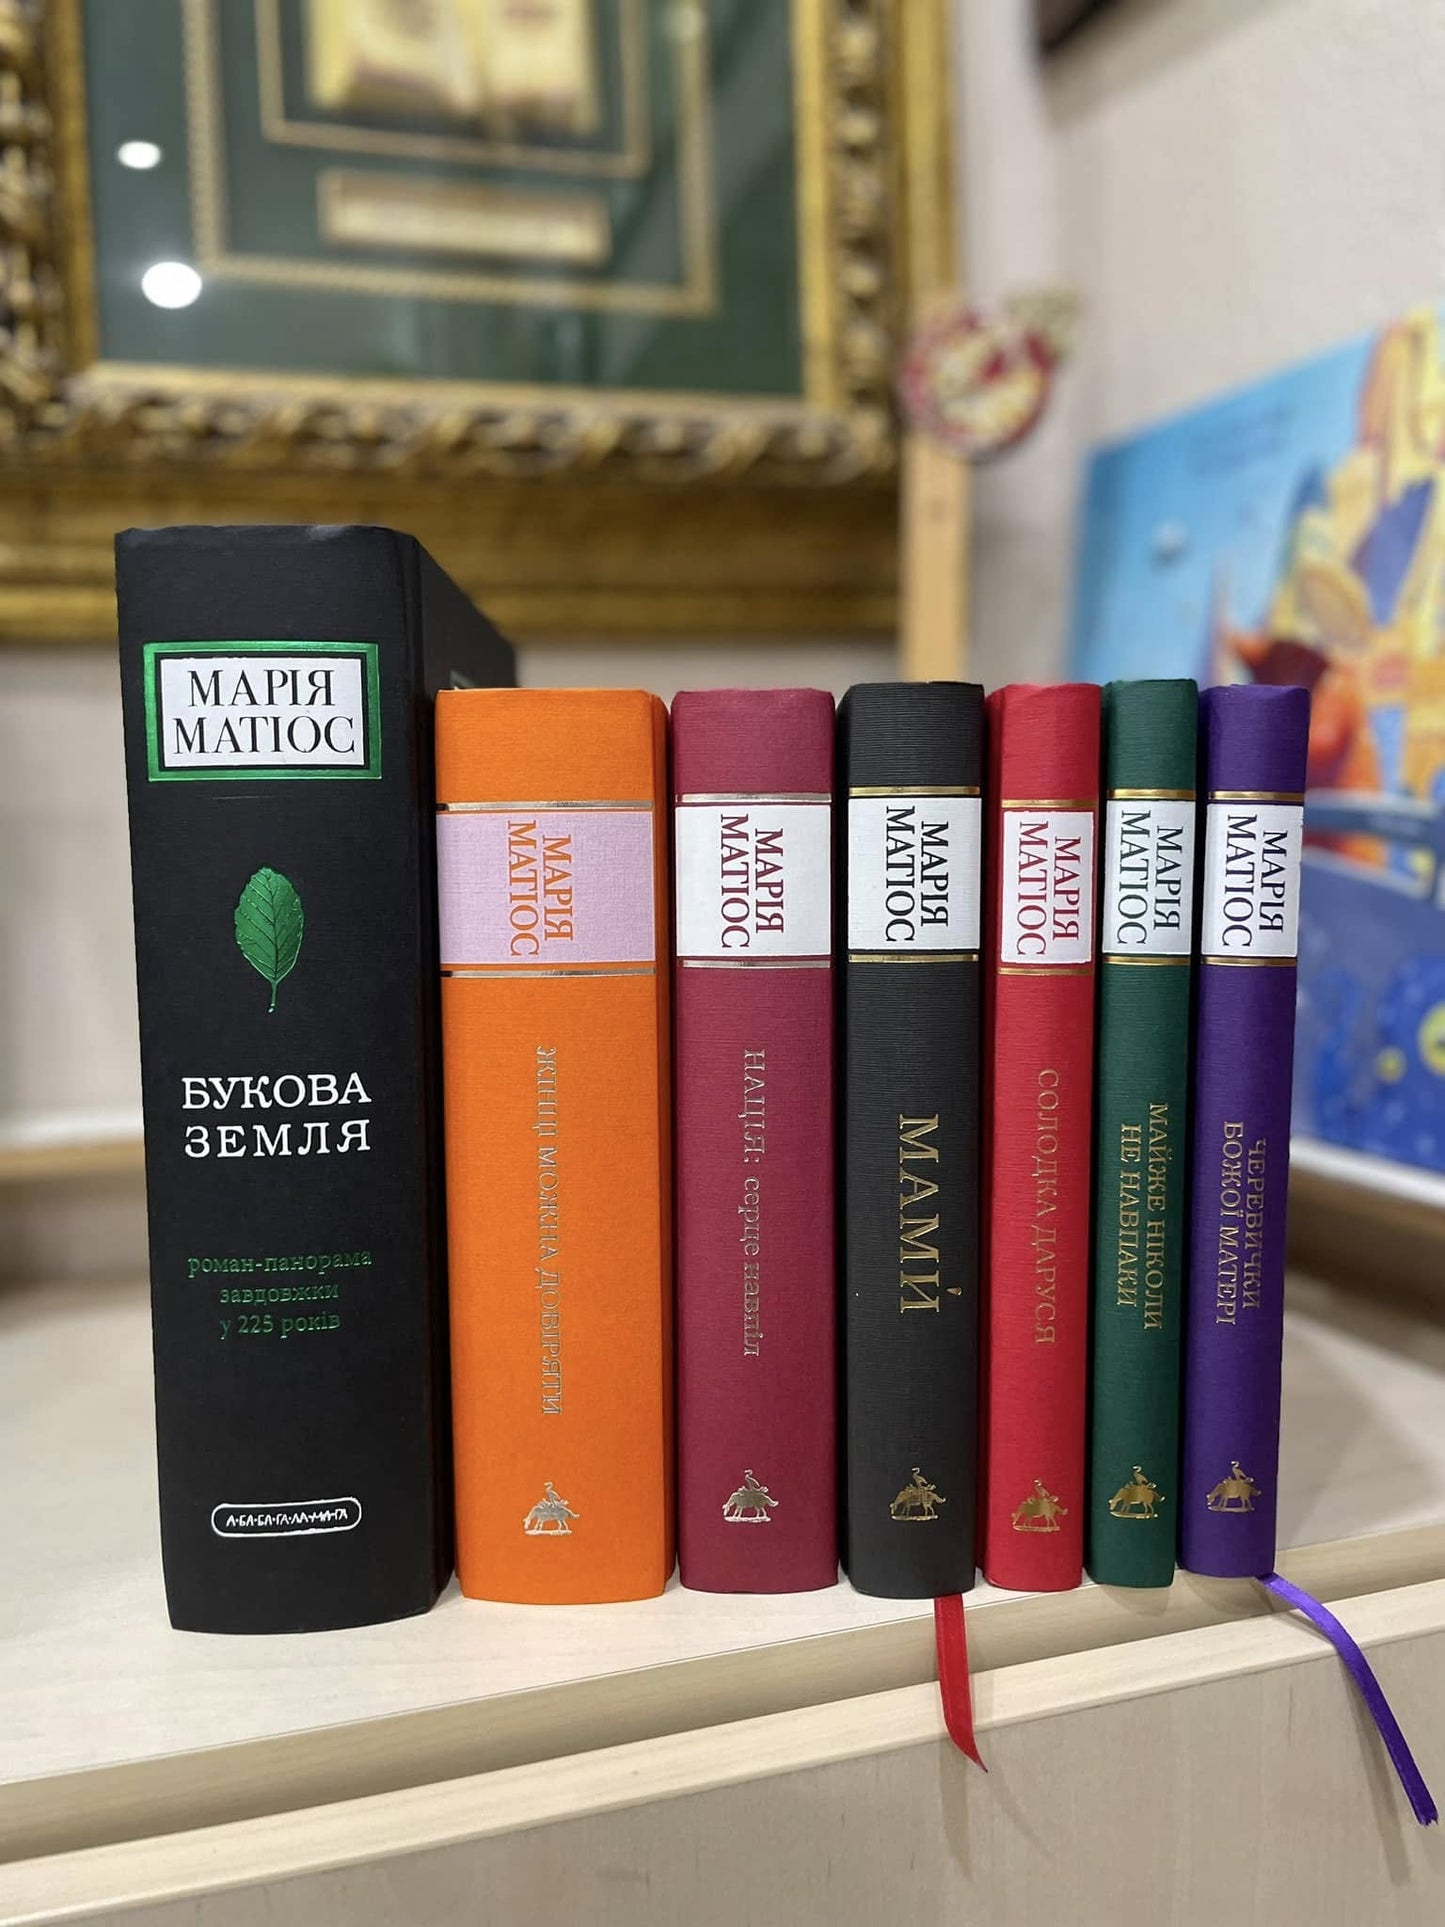 МАРІЯ
МАТІОС
БУКОВА
ЗЕМЛЯ
роман-панорама
завдовжки
у 225 років
А-БА-БА-ГА-ЛА-МА-ГА
МАРІЯ
МАТІОС
ЖІНЦІ МОЖНА ДОВІРЯТИ
МАРІЯ
МАТІОС
НАЦІЯ: серце навпіл
МАРІЯ
МАТІОС
МАМИ́
МАРІЯ
МАТІОС
СОЛОДКА ДАРУСЯ
МАРІЯ
МАТІОС
МАЙЖЕ НІКОЛИ
НЕ НАВПАКИ
МАРІЯ
МАТІОС
ЧЕРЕВИЧКИ
БОЖОЇ МАТЕРІ